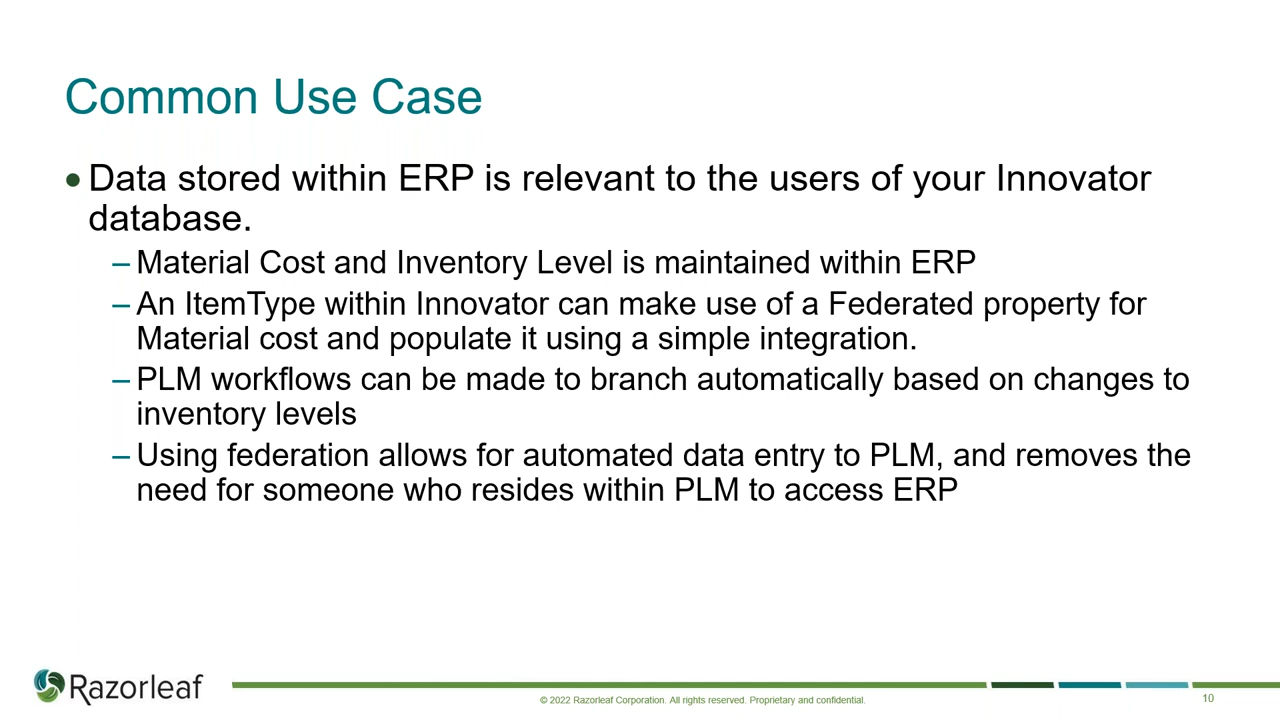 Common Use Case
• Data stored within ERP is relevant to the users of your Innovator
database.
– Material Cost and Inventory Level is maintained within ERP
– An ItemType within Innovator can make use of a Federated property for
Material cost and populate it using a simple integration.
– PLM workflows can be made to branch automatically based on changes to
inventory levels
– Using federation allows for automated data entry to PLM, and removes the
need for someone who resides within PLM to access ERP
Razorleaf
© 2022 Razorleaf Corporation. All rights reserved. Proprietary and confidential.
10